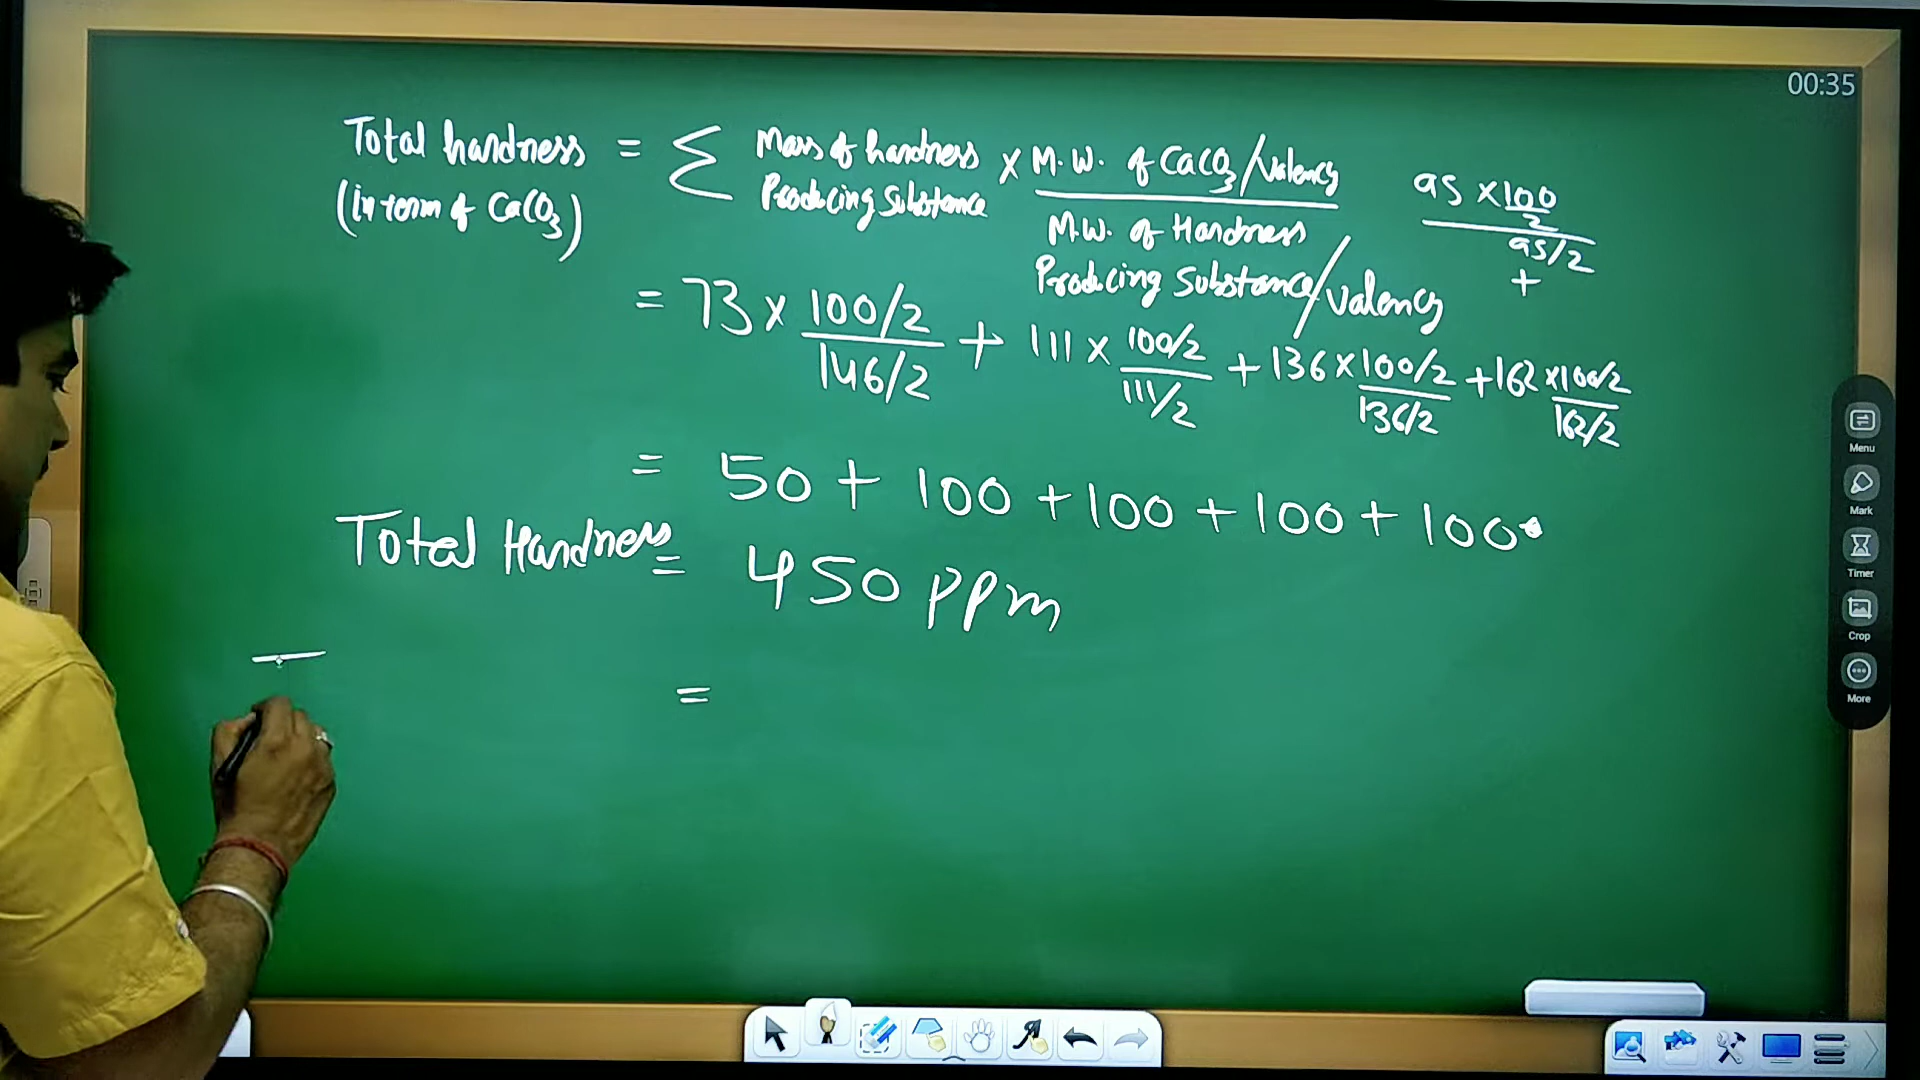 00:35
Total hardness = Σ Mass of hardness Producing Substance × M.W. of CaCO3/Valency
(in term of CaCO3)
M.W. of Hardness Producing Substance/Valency
95 × 100/2
95/2
+
= 73 × 100/2 / 146/2 + 111 × 100/2 / 111/2 + 136 × 100/2 / 136/2 + 162 × 100/2 / 162/2
= 50 + 100 + 100 + 100 + 100
Total Hardness = 450 ppm
=
Menu
Mark
Timer
Crop
More